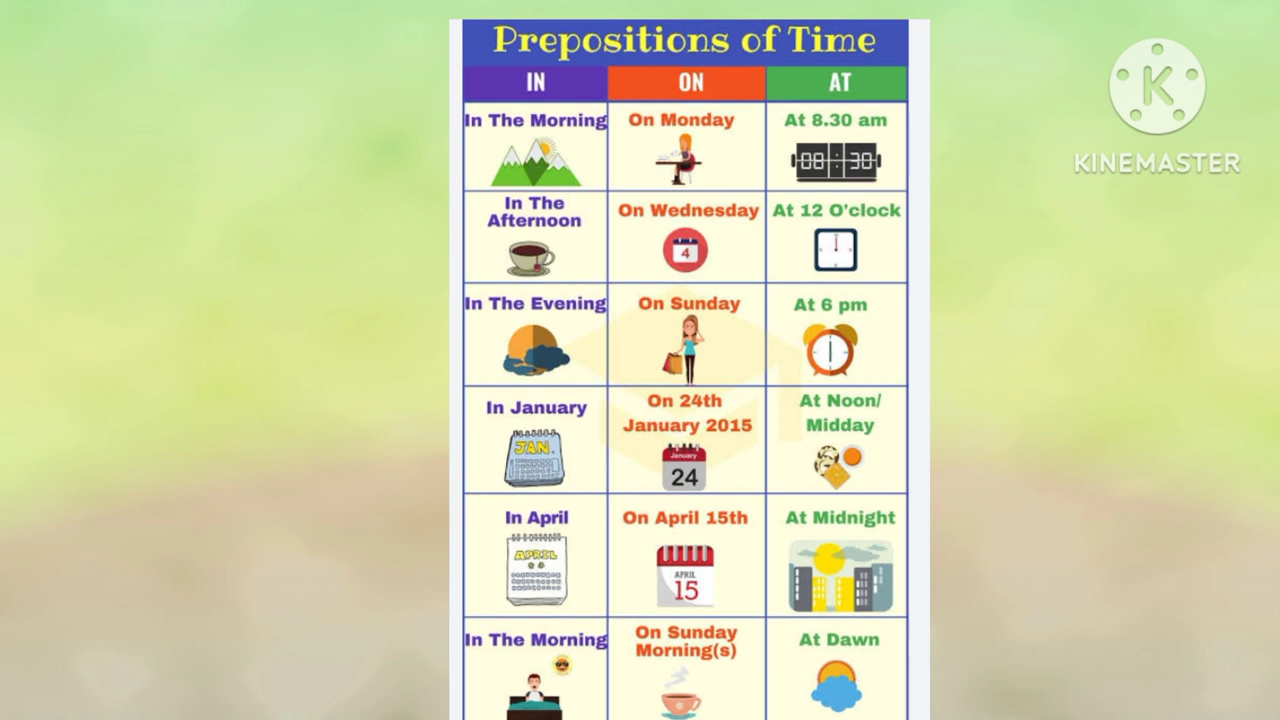 Prepositions of Time
IN
ON
AT
In The Morning
On Monday
At 8.30 am
08:30
In The
Afternoon
On Wednesday
4
At 12 O'clock
In The Evening
On Sunday
At 6 pm
In January
JAN.
On 24th
January 2015
January
24
At Noon/
Midday
In April
APRIL
On April 15th
APRIL
15
At Midnight
In The Morning
On Sunday
Morning(s)
At Dawn
K
KINEMASTER